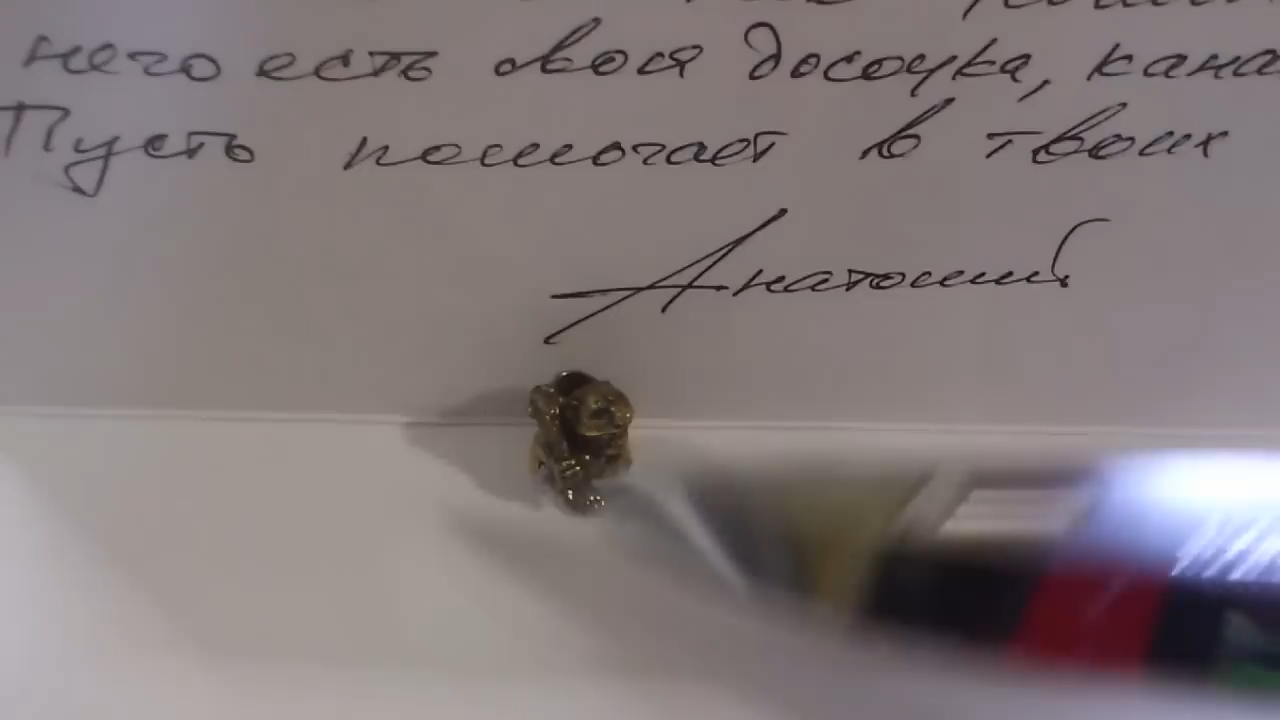 него есть своя досочка, кана
Пусть помогает в твоих
Анатолий